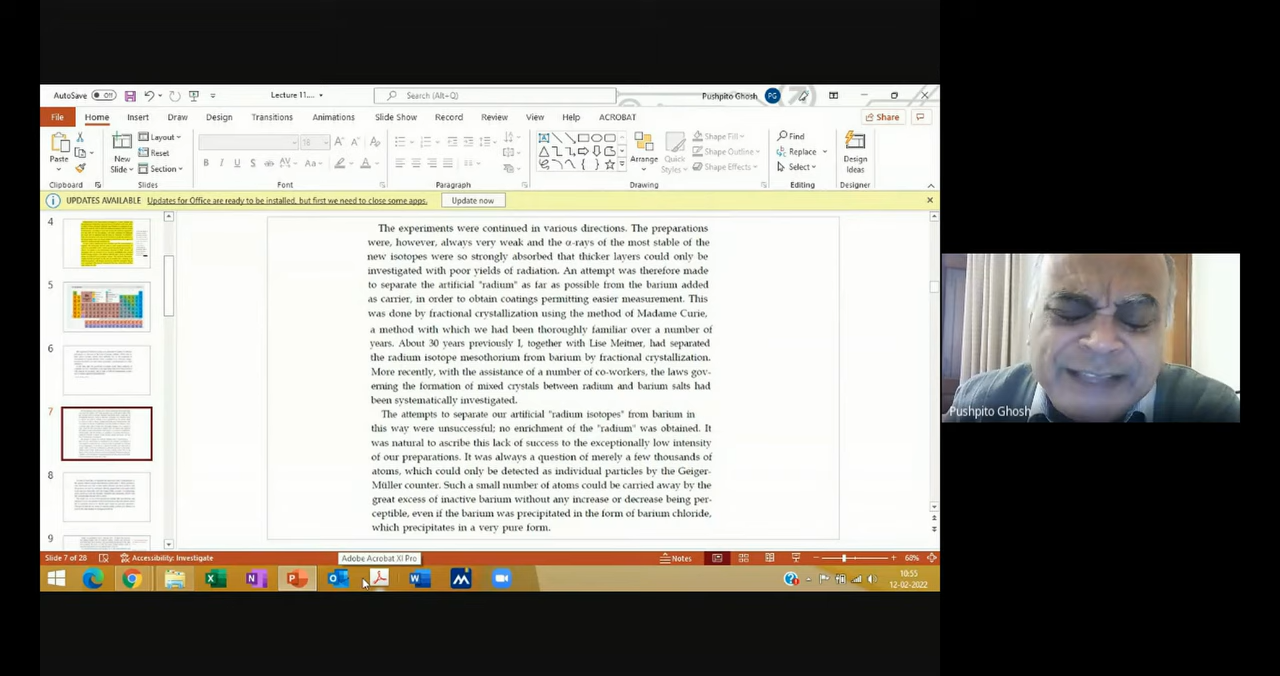 AutoSave Off
Lecture 11....
Search (Alt+Q)
Pushpito Ghosh PG
File Home Insert Draw Design Transitions Animations Slide Show Record Review View Help ACROBAT
Share
Paste
New Slide
Layout
Reset
Section
18
B I U S ab AV Aa A
Arrange
Quick Styles
Shape Fill
Shape Outline
Shape Effects
Find
Replace
Select
Design Ideas
Clipboard Slides Font Paragraph Drawing Editing Designer
UPDATES AVAILABLE Updates for Office are ready to be installed, but first we need to close some apps. Update now
4
5
6
7
8
9
The experiments were continued in various directions. The preparations
were, however, always very weak and the α-rays of the most stable of the
new isotopes were so strongly absorbed that thicker layers could only be
investigated with poor yields of radiation. An attempt was therefore made
to separate the artificial "radium" as far as possible from the barium added
as carrier, in order to obtain coatings permitting easier measurement. This
was done by fractional crystallization using the method of Madame Curie,
a method with which we had been thoroughly familiar over a number of
years. About 30 years previously I, together with Lise Meitner, had separated
the radium isotope mesothorium from barium by fractional crystallization.
More recently, with the assistance of a number of co-workers, the laws gov-
erning the formation of mixed crystals between radium and barium salts had
been systematically investigated.
The attempts to separate our artificial "radium isotopes" from barium in
this way were unsuccessful; no enrichment of the "radium" was obtained. It
was natural to ascribe this lack of success to the exceptionally low intensity
of our preparations. It was always a question of merely a few thousands of
atoms, which could only be detected as individual particles by the Geiger-
Müller counter. Such a small number of atoms could be carried away by the
great excess of inactive barium without any increase or decrease being per-
ceptible, even if the barium was precipitated in the form of barium chloride,
which precipitates in a very pure form.
Pushpito Ghosh
Slide 7 of 28 Accessibility: Investigate
Adobe Acrobat XI Pro
Notes
68%
10:55
12-02-2022